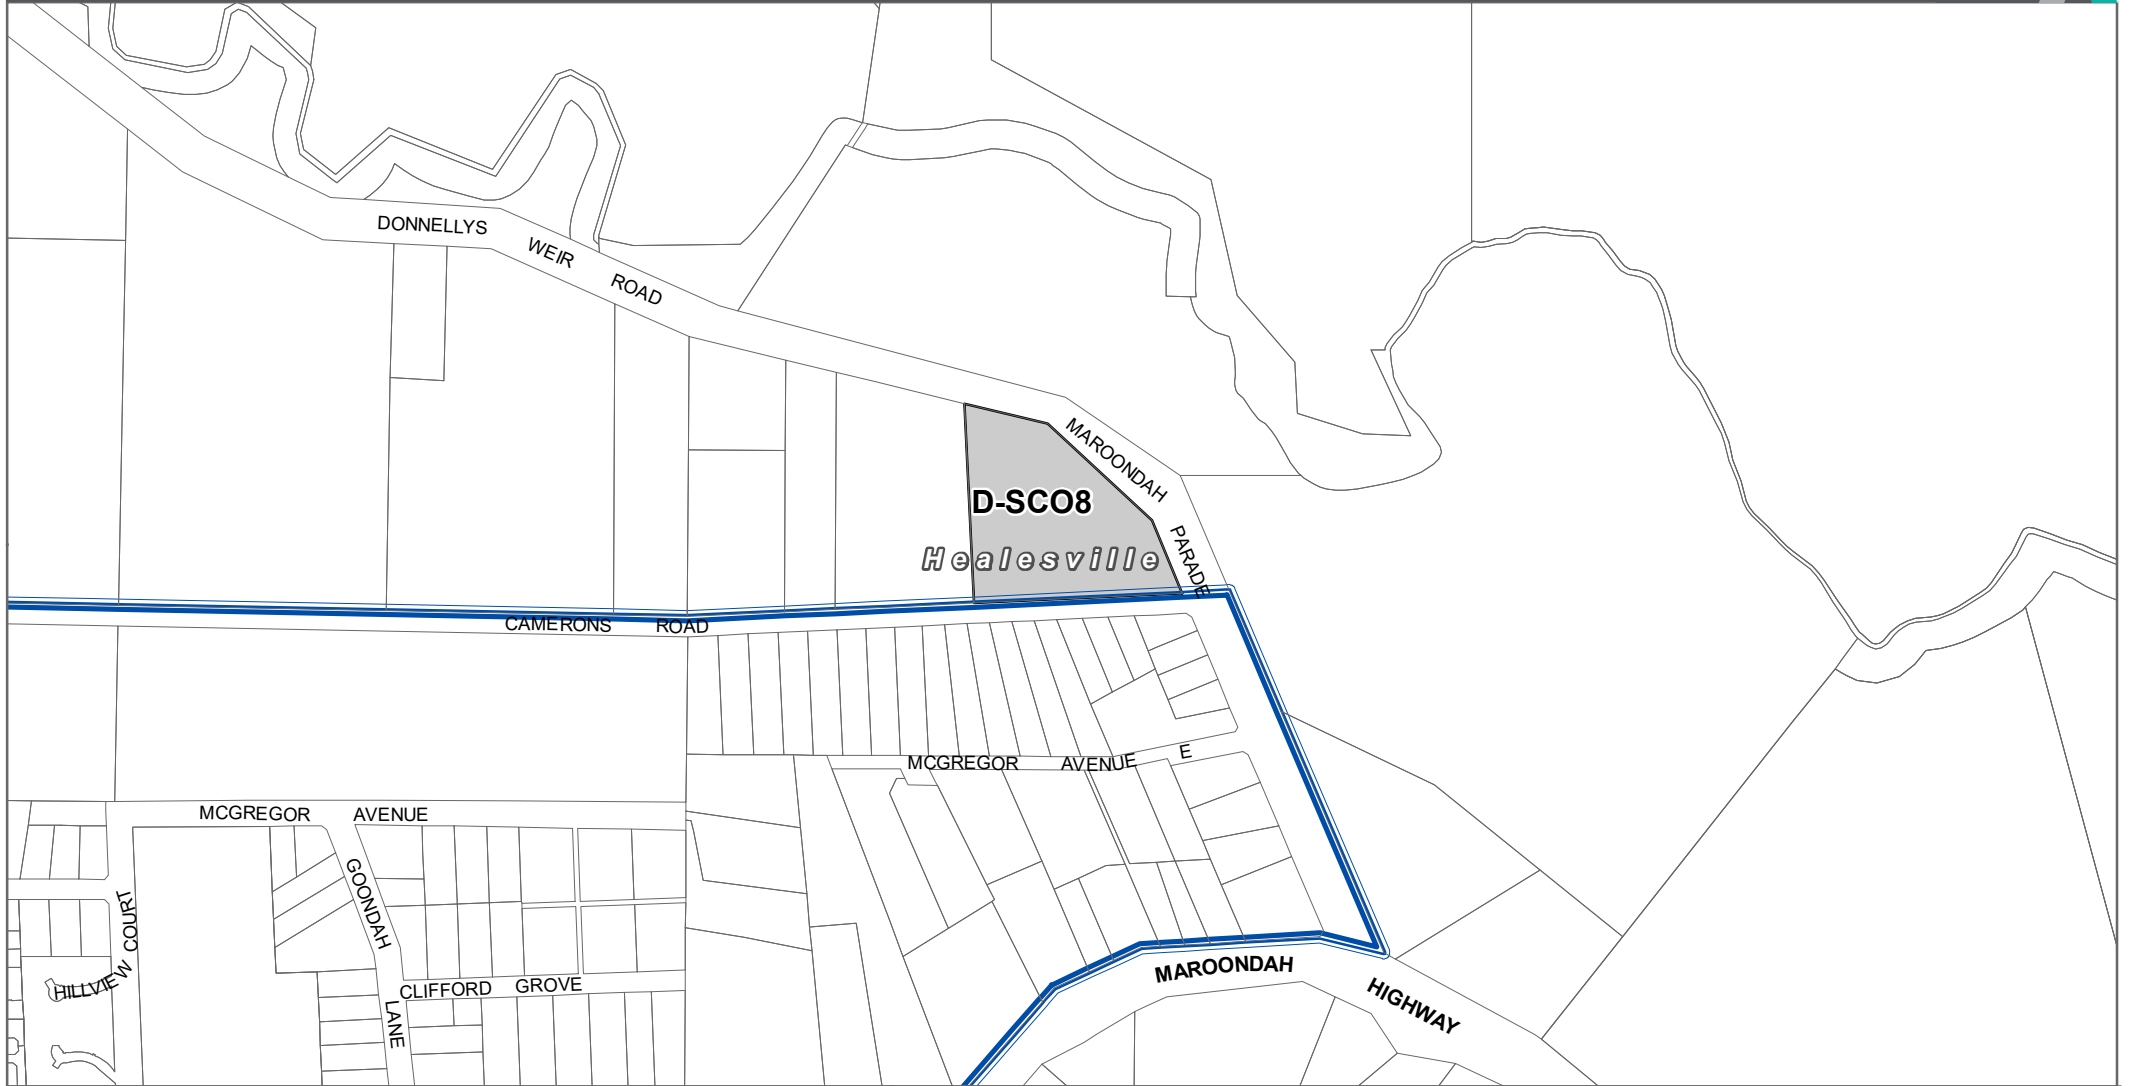 DONNELLYS WEIR ROAD
MAROONDAH PARADE
D-SCO8
Healesville
CAMERONS ROAD
MCGREGOR AVENUE E
MCGREGOR AVENUE
GOONDAH LANE
HILLVIEW COURT
CLIFFORD GROVE
MAROONDAH HIGHWAY